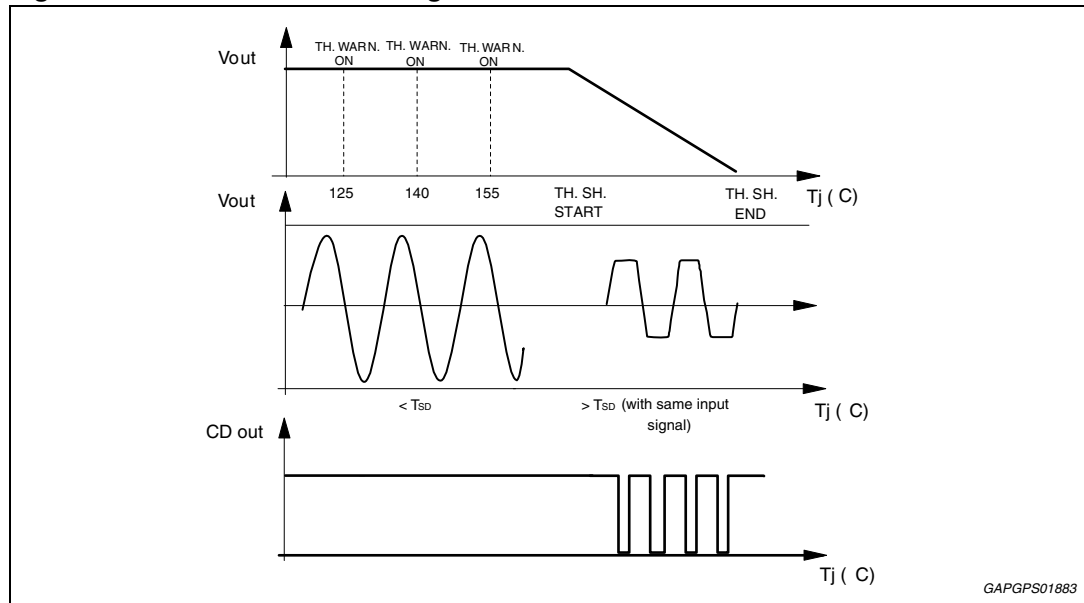 Vout
TH. WARN. TH. WARN. TH. WARN.
ON ON ON
125 140 155 TH. SH. START TH. SH. END Tj ( C)
Vout
< TSD
> TSD (with same input
signal)
Tj ( C)
CD out
Tj ( C)
GAPGPS01883